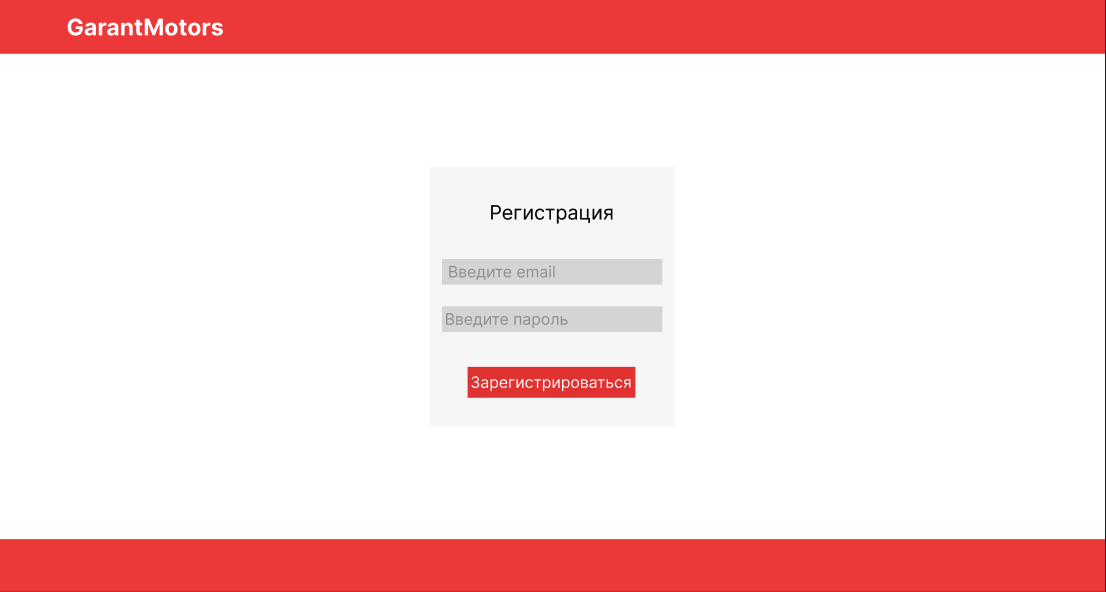 GarantMotors
Регистрация
Введите email
Введите пароль
Зарегистрироваться